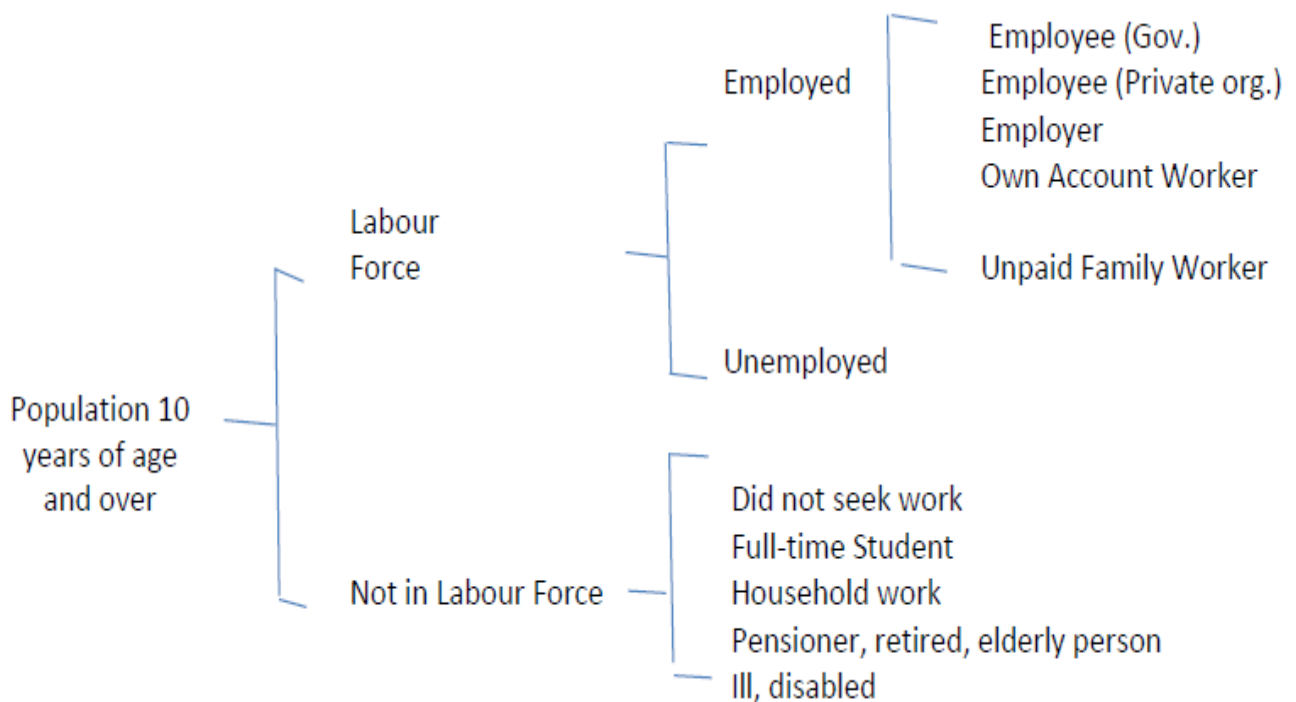 Population 10
years of age
and over
Labour
Force
Employed
Employee (Gov.)
Employee (Private org.)
Employer
Own Account Worker
Unpaid Family Worker
Unemployed
Not in Labour Force
Did not seek work
Full-time Student
Household work
Pensioner, retired, elderly person
Ill, disabled